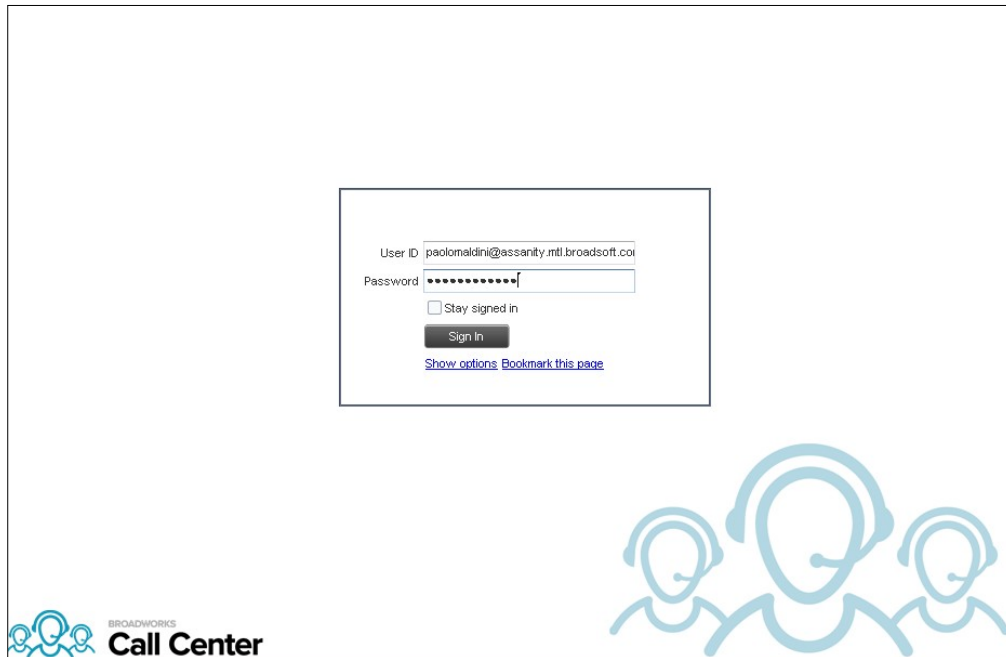 User ID paolomaldini@assanity.mtl.broadsoft.co
Password ••••••••••••
Stay signed in
Sign In
Show options Bookmark this page
BROADWORKS
Call Center